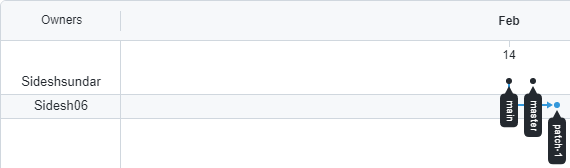 Owners
Feb
14
Sideshsundar
Sidesh06
main
master
patch-1